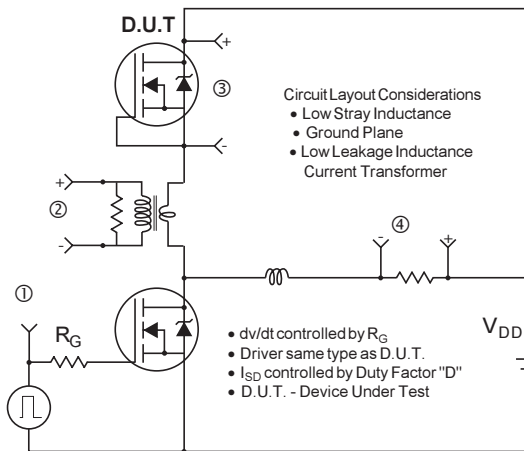 D.U.T
+
③
-
Circuit Layout Considerations
• Low Stray Inductance
• Ground Plane
• Low Leakage Inductance
Current Transformer
+
②
-
④
-
+
①
R_G
V_DD
• dv/dt controlled by R_G
• Driver same type as D.U.T.
• I_SD controlled by Duty Factor "D"
• D.U.T. - Device Under Test